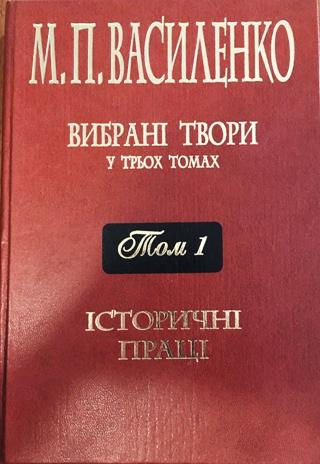 М.П.ВАСИЛЕНКО
ВИБРАНІ ТВОРИ
У ТРЬОХ ТОМАХ
Том 1
ІСТОРИЧНІ
ПРАЦІ